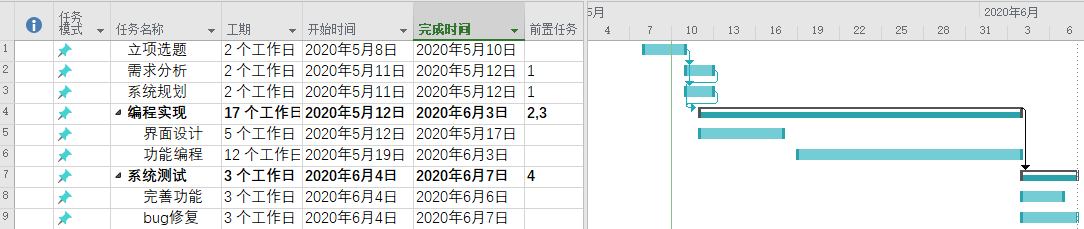 任务模式 任务名称 工期 开始时间 完成时间 前置任务
1 立项选题 2 个工作日 2020年5月8日 2020年5月10日
2 需求分析 2 个工作日 2020年5月11日 2020年5月12日 1
3 系统规划 2 个工作日 2020年5月11日 2020年5月12日 1
4 编程实现 17 个工作日 2020年5月12日 2020年6月3日 2,3
5 界面设计 5 个工作日 2020年5月12日 2020年5月17日
6 功能编程 12 个工作日 2020年5月19日 2020年6月3日
7 系统测试 3 个工作日 2020年6月4日 2020年6月7日 4
8 完善功能 3 个工作日 2020年6月4日 2020年6月6日
9 bug修复 3 个工作日 2020年6月4日 2020年6月7日
5月 2020年6月
4 7 10 13 16 19 22 25 28 31 3 6